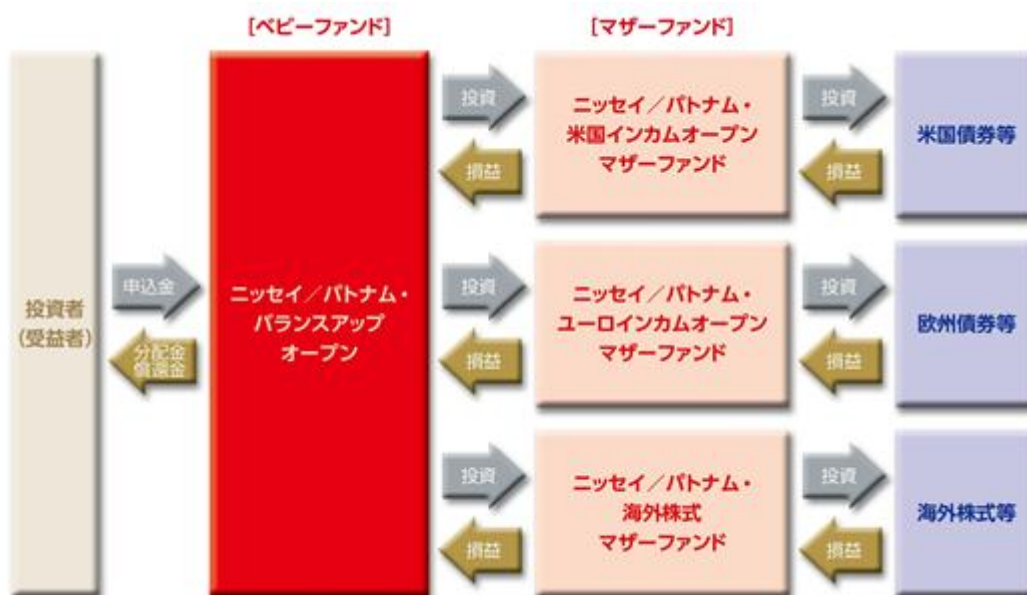 [ベビーファンド]
[マザーファンド]
投資者
(受益者)
申込金
分配金
償還金
ニッセイ／パトナム・
バランスアップ
オープン
投資
損益
ニッセイ／パトナム・
米国インカムオープン
マザーファンド
投資
損益
米国債券等
投資
損益
ニッセイ／パトナム・
ユーロインカムオープン
マザーファンド
投資
損益
欧州債券等
投資
損益
ニッセイ／パトナム・
海外株式
マザーファンド
投資
損益
海外株式等